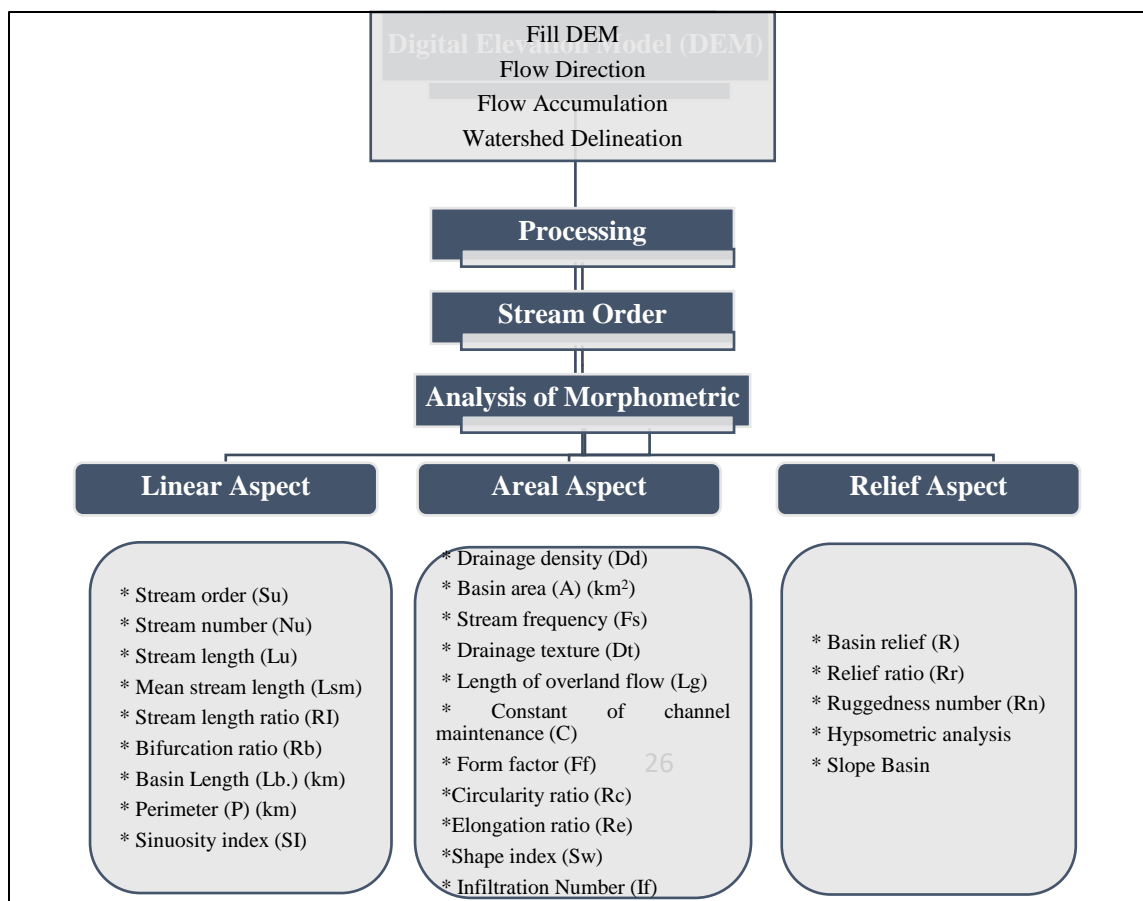 Digital Elevation Model (DEM)
Fill DEM
Flow Direction
Flow Accumulation
Watershed Delineation
Processing
Stream Order
Analysis of Morphometric
Linear Aspect
* Stream order (Su)
* Stream number (Nu)
* Stream length (Lu)
* Mean stream length (Lsm)
* Stream length ratio (RI)
* Bifurcation ratio (Rb)
* Basin Length (Lb.) (km)
* Perimeter (P) (km)
* Sinuosity index (SI)
Areal Aspect
* Drainage density (Dd)
* Basin area (A) (km²)
* Stream frequency (Fs)
* Drainage texture (Dt)
* Length of overland flow (Lg)
* Constant of channel
maintenance (C)
* Form factor (Ff)
26
*Circularity ratio (Rc)
*Elongation ratio (Re)
*Shape index (Sw)
* Infiltration Number (If)
Relief Aspect
* Basin relief (R)
* Relief ratio (Rr)
* Ruggedness number (Rn)
* Hypsometric analysis
* Slope Basin